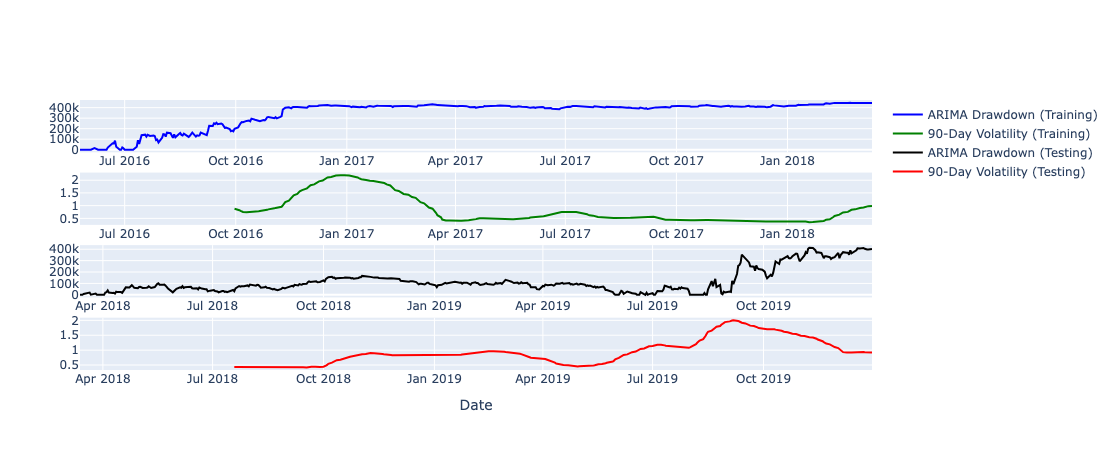 400k
300k
200k
100k
0
Jul 2016 Oct 2016 Jan 2017 Apr 2017 Jul 2017 Oct 2017 Jan 2018
2
1.5
1
0.5
Jul 2016 Oct 2016 Jan 2017 Apr 2017 Jul 2017 Oct 2017 Jan 2018
400k
300k
200k
100k
0
Apr 2018 Jul 2018 Oct 2018 Jan 2019 Apr 2019 Jul 2019 Oct 2019
2
1.5
1
0.5
Apr 2018 Jul 2018 Oct 2018 Jan 2019 Apr 2019 Jul 2019 Oct 2019
Date
ARIMA Drawdown (Training)
90-Day Volatility (Training)
ARIMA Drawdown (Testing)
90-Day Volatility (Testing)